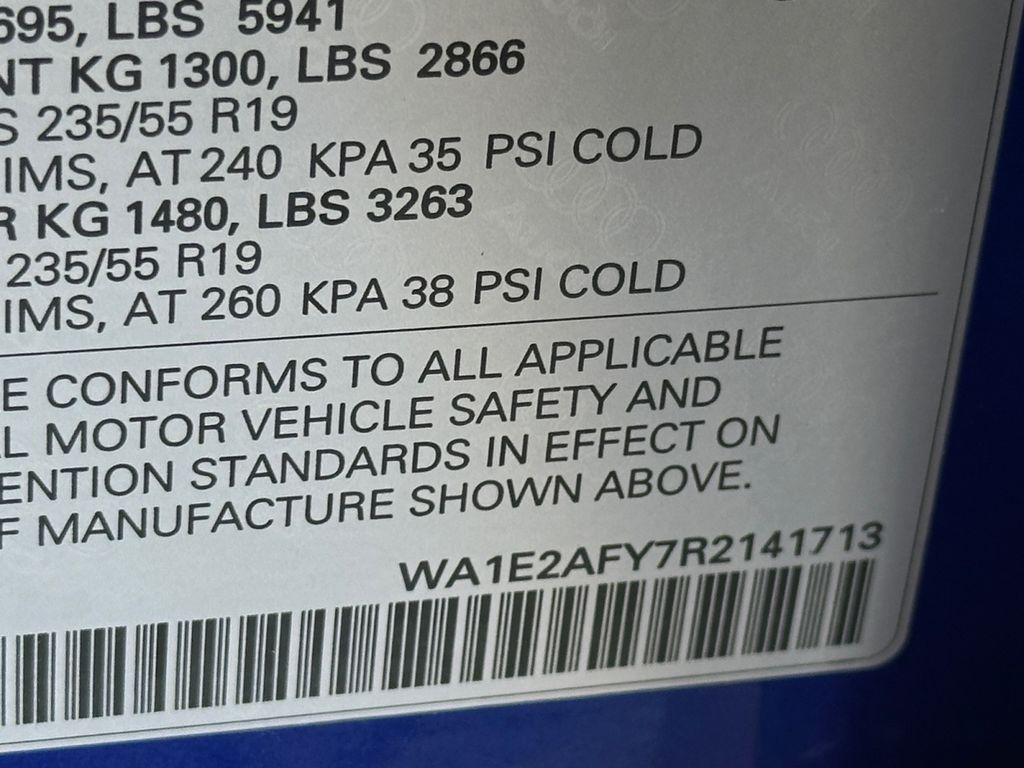 695, LBS 5941
NT KG 1300, LBS 2866
S 235/55 R19
IMS, AT 240 KPA 35 PSI COLD
R KG 1480, LBS 3263
235/55 R19
IMS, AT 260 KPA 38 PSI COLD
E CONFORMS TO ALL APPLICABLE
L MOTOR VEHICLE SAFETY AND
ENTION STANDARDS IN EFFECT ON
F MANUFACTURE SHOWN ABOVE.
WA1E2AFY7R2141713